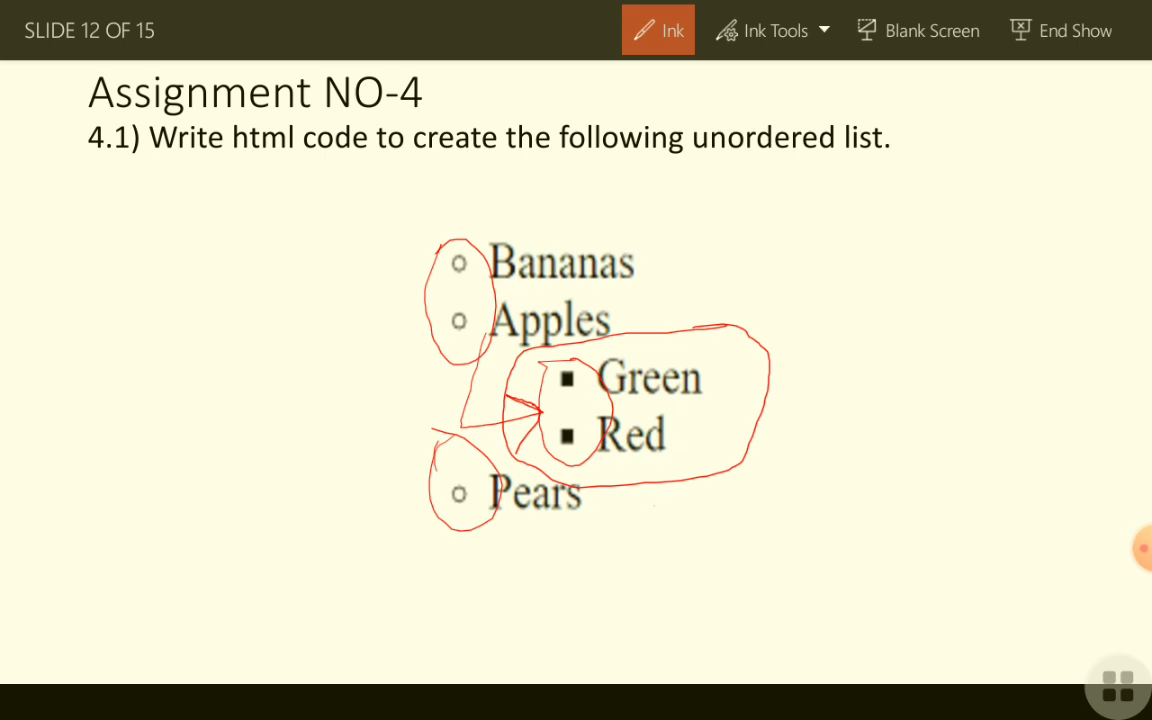 SLIDE 12 OF 15 Ink Ink Tools Blank Screen End Show
Assignment NO-4
4.1) Write html code to create the following unordered list.
Bananas
Apples
Green
Red
Pears